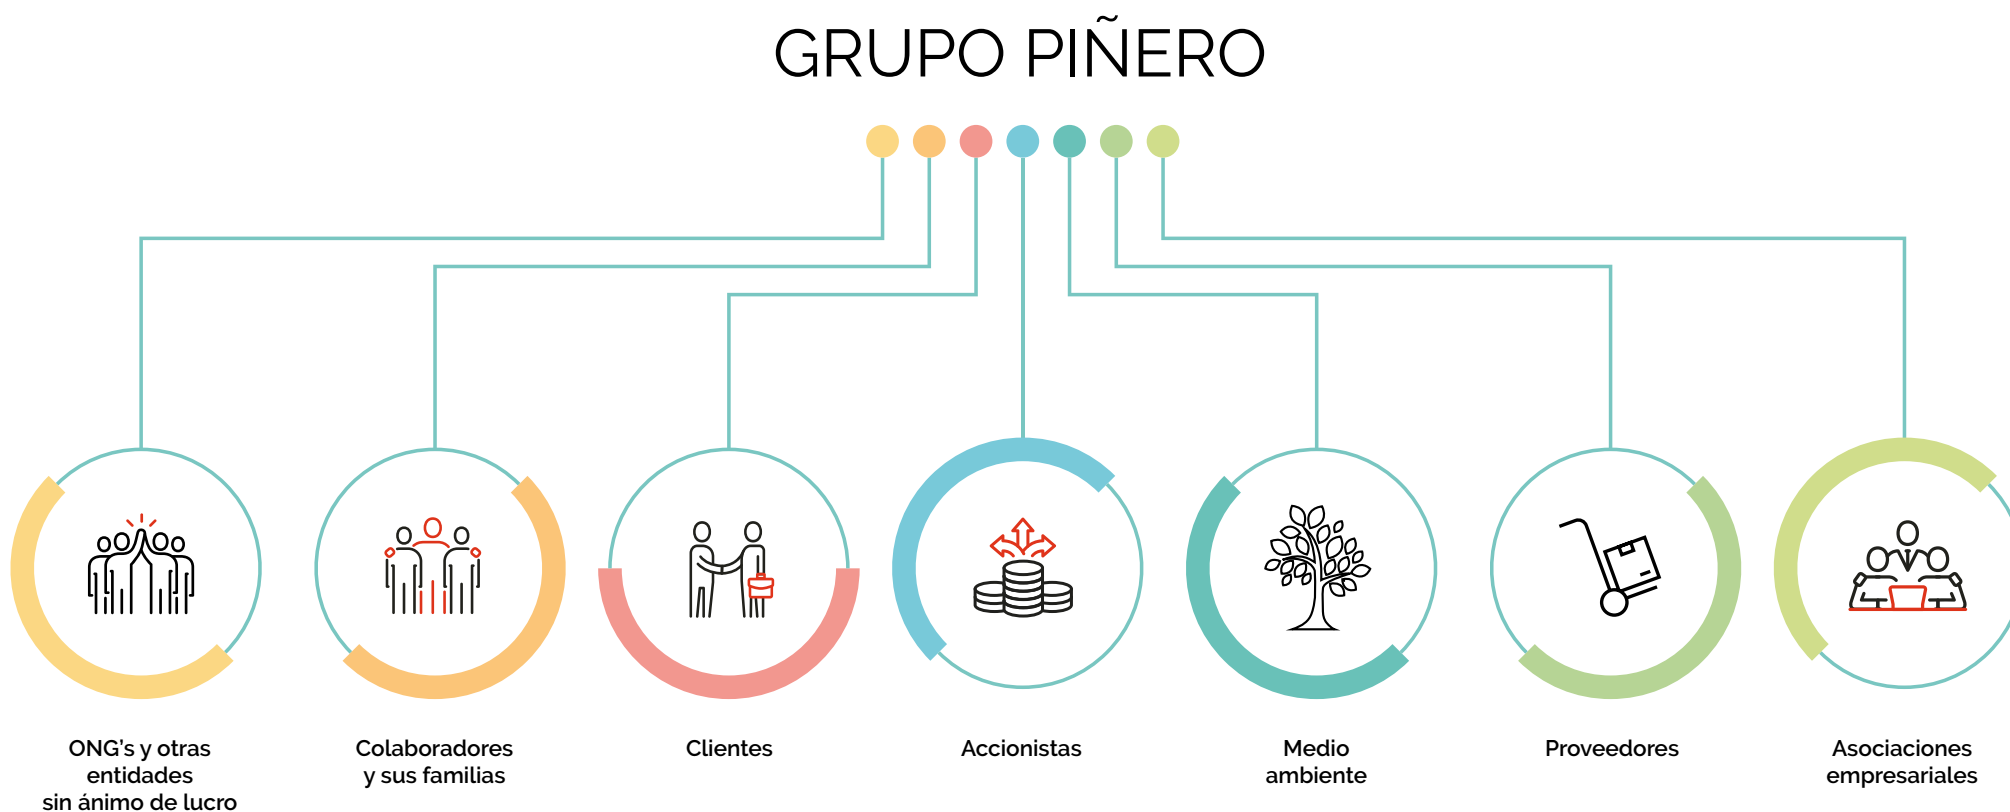 GRUPO PIÑERO
ONG's y otras
entidades
sin ánimo de lucro
Colaboradores
y sus familias
Clientes
Accionistas
Medio
ambiente
Proveedores
Asociaciones
empresariales